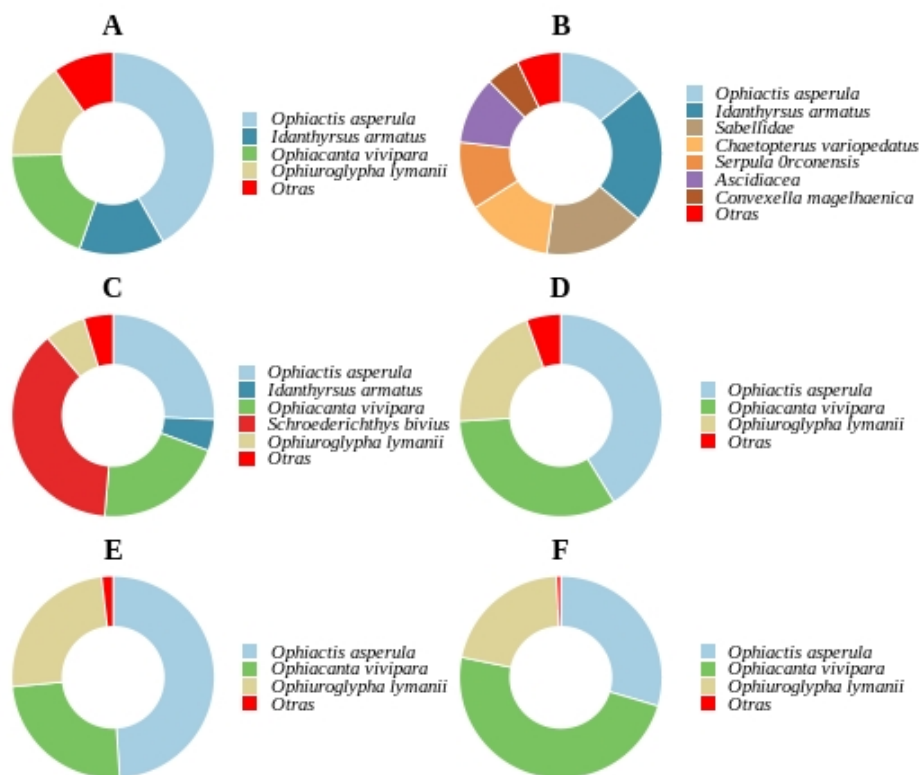 A
Ophiactis asperula
Idanthyrsus armatus
Ophiacanta vivipara
Ophiuroglypha lymanii
Otras
B
Ophiactis asperula
Idanthyrsus armatus
Sabellidae
Chaetopterus variopedatus
Serpula 0rconensis
Ascidiacea
Convexella magelhaenica
Otras
C
Ophiactis asperula
Idanthyrsus armatus
Ophiacanta vivipara
Schroederichthys bivius
Ophiuroglypha lymanii
Otras
D
Ophiactis asperula
Ophiacanta vivipara
Ophiuroglypha lymanii
Otras
E
Ophiactis asperula
Ophiacanta vivipara
Ophiuroglypha lymanii
Otras
F
Ophiactis asperula
Ophiacanta vivipara
Ophiuroglypha lymanii
Otras